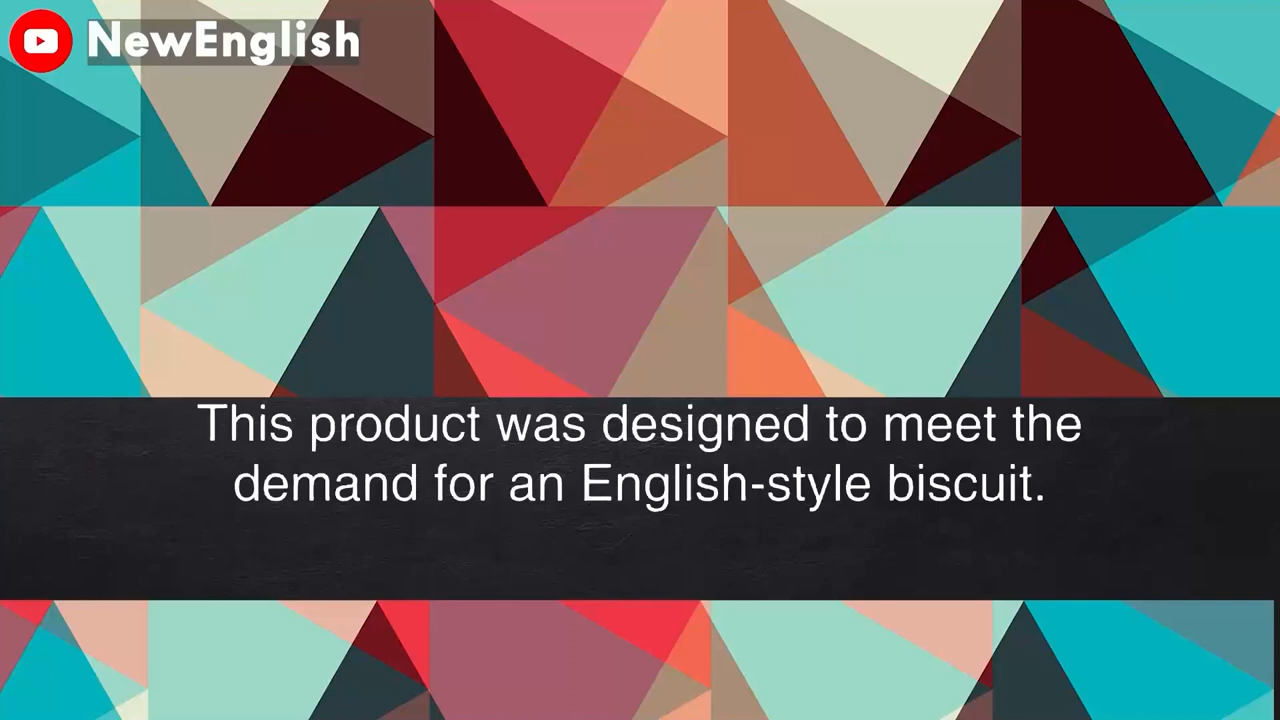 NewEnglish
This product was designed to meet the
demand for an English-style biscuit.